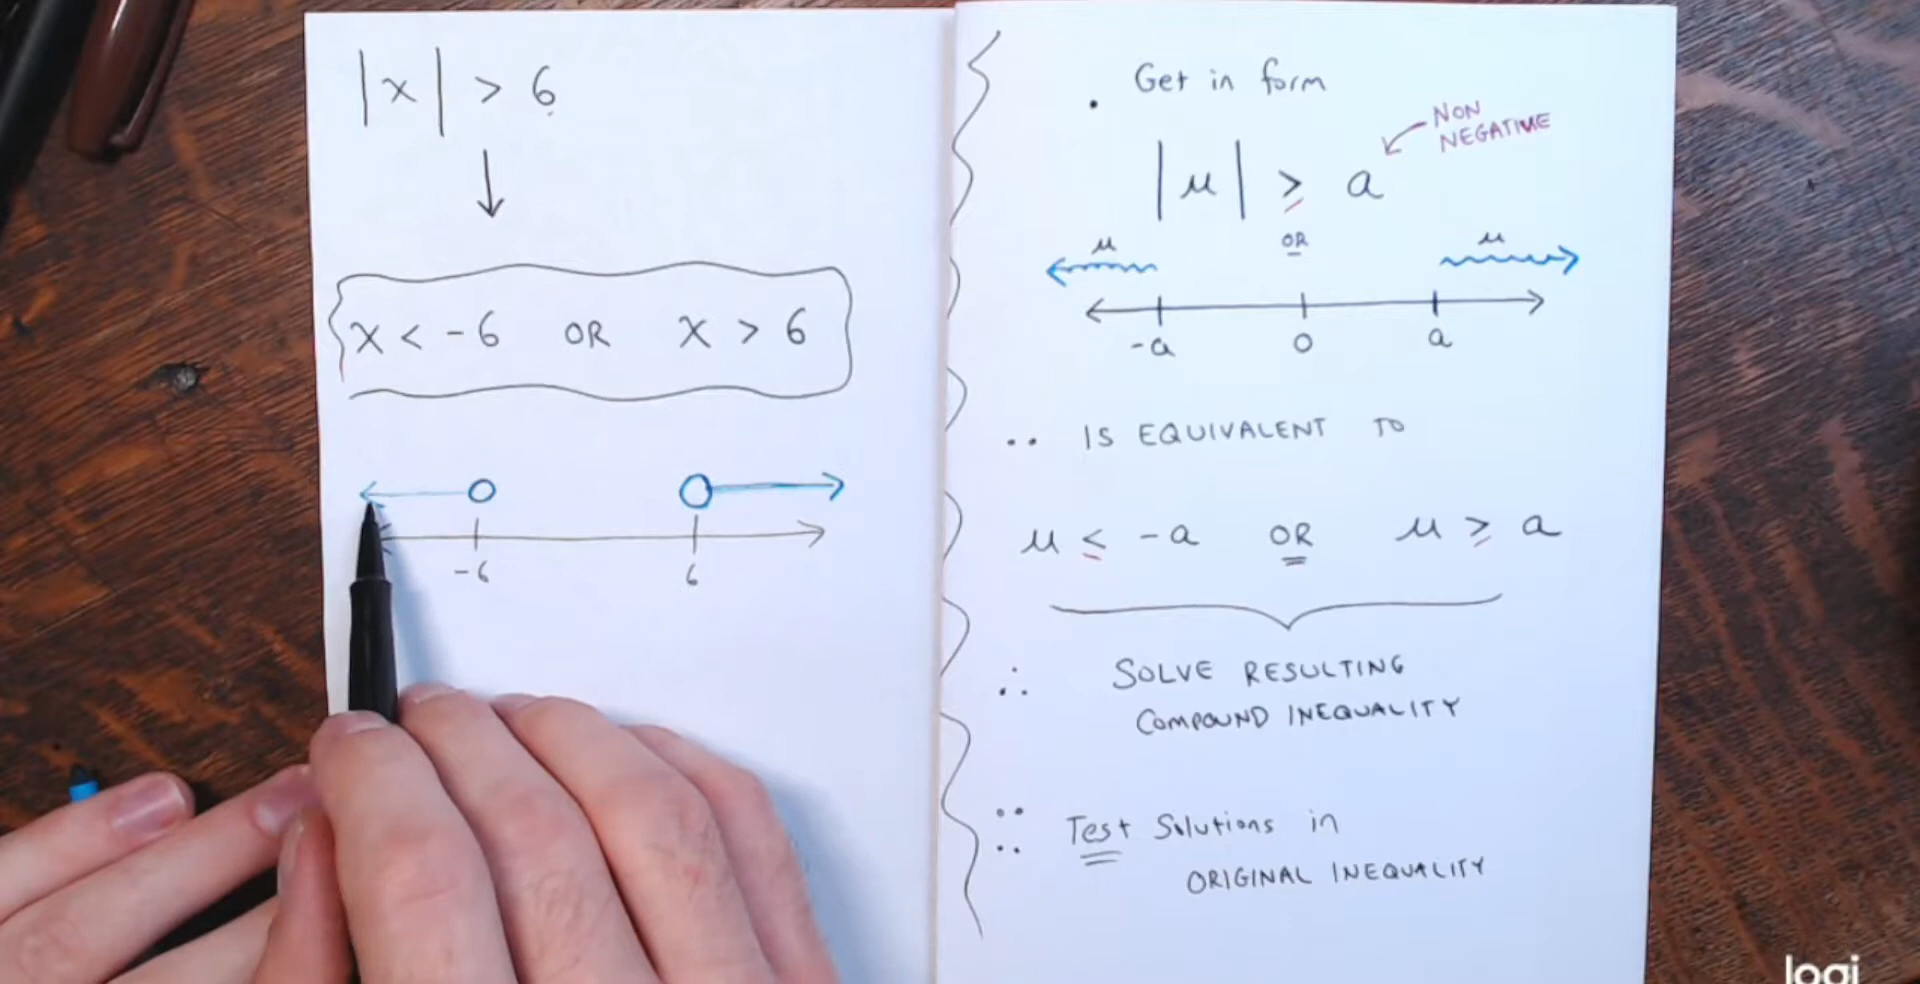 |x| > 6
↓
x < -6 OR x > 6
-6 6
• Get in form
NON
NEGATIVE
|μ| ≥ a
μ OR μ
-a 0 a
•• IS EQUIVALENT TO
μ ≤ -a OR μ ≥ a
∴ SOLVE RESULTING
COMPOUND INEQUALITY
∷ Test Solutions in
ORIGINAL INEQUALITY
logi